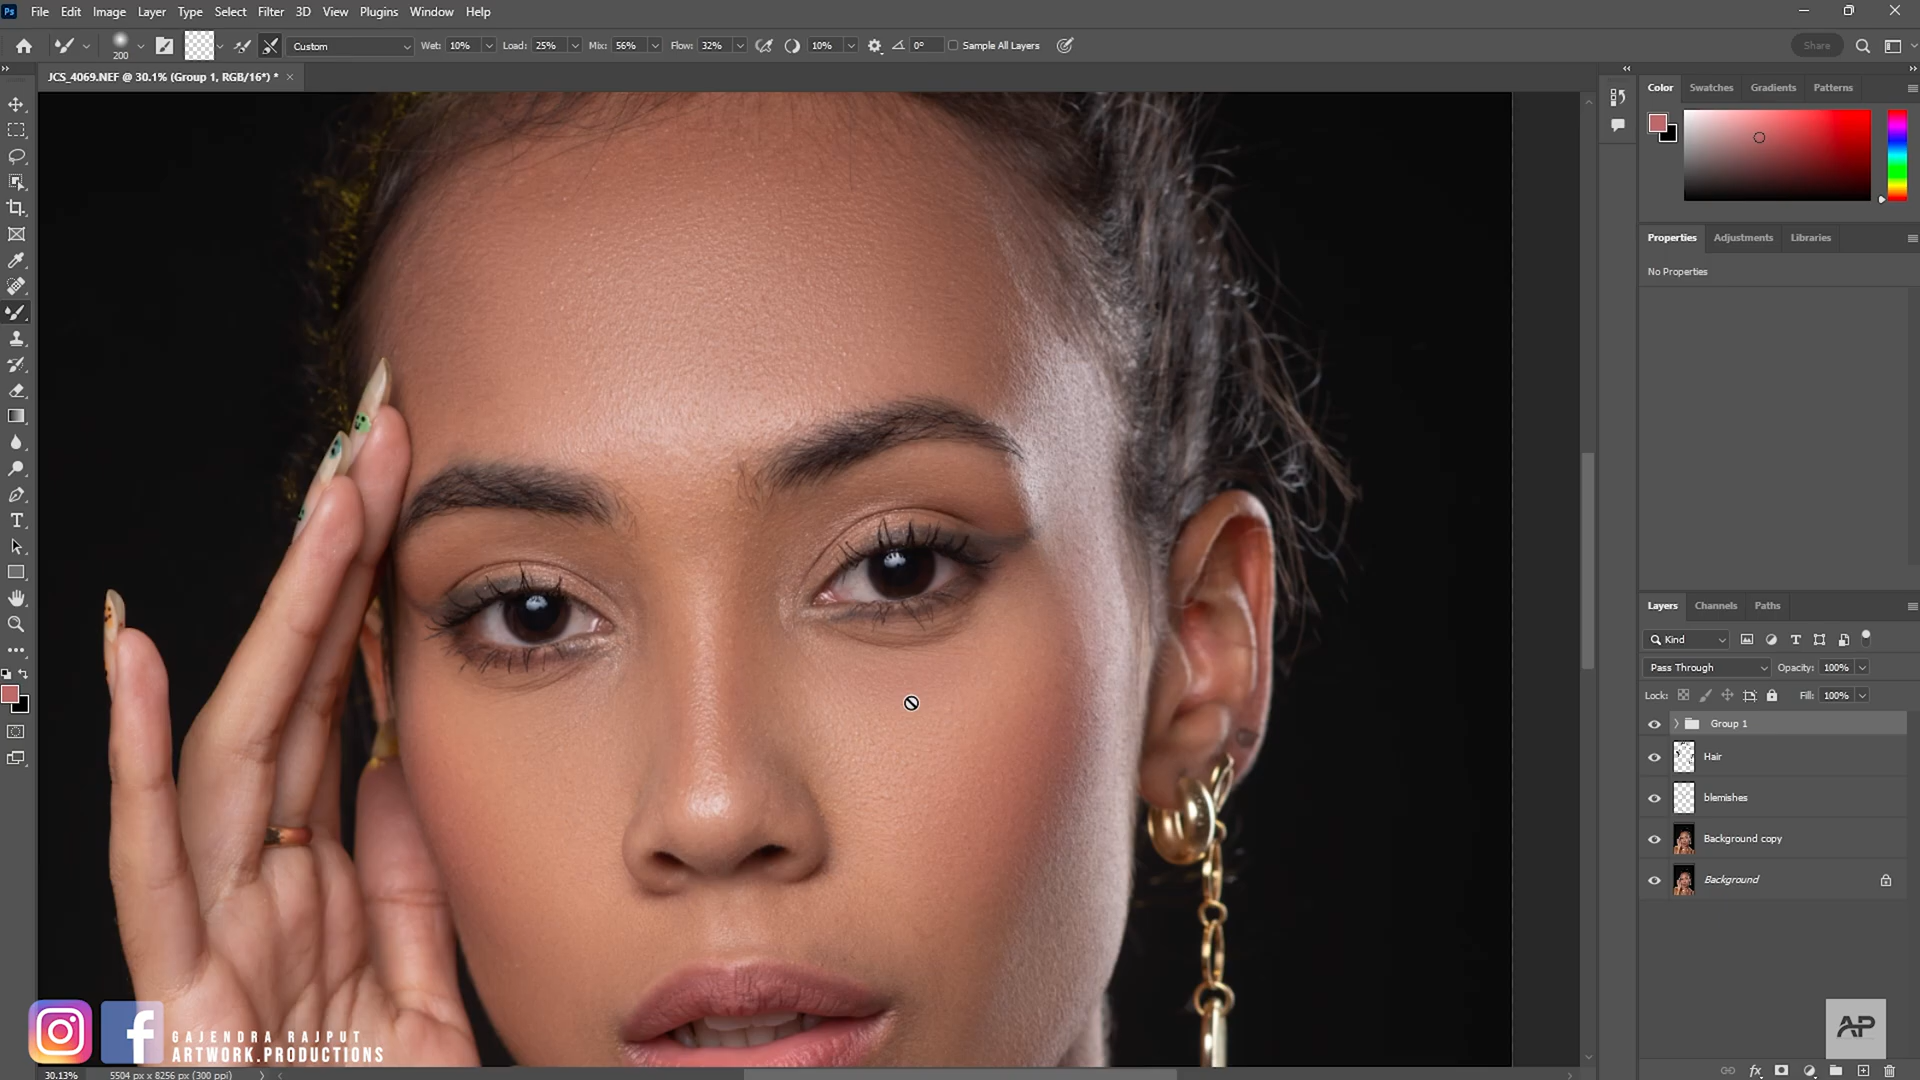 Ps File Edit Image Layer Type Select Filter 3D View Plugins Window Help
200 Custom Wet: 10% Load: 25% Mix: 56% Flow: 32% 10% 0° Sample All Layers Share
JCS_4069.NEF @ 30.1% (Group 1, RGB/16*) *
Color Swatches Gradients Patterns
Properties Adjustments Libraries
No Properties
Layers Channels Paths
Kind
Pass Through Opacity: 100%
Lock: Fill: 100%
Group 1
Hair
blemishes
Background copy
Background
GAJENDRA RAJPUT
ARTWORK.PRODUCTIONS
AP
30.13% 5504 px x 8256 px (300 ppi)